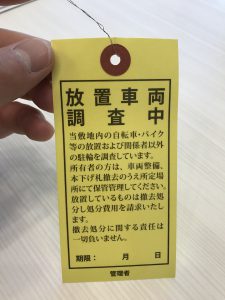 放置車両
調査中
当敷地内の自転車・バイク
等の放置および関係者以外
の駐輪を調査しています。
所有者の方は、車両整備、
本下げ札撤去のうえ所定場
所にて保管管理してください。
放置しているものは撤去処
分し処分費用を請求いたし
ます。
撤去処分に関する責任は
一切負いません。
期限： 月 日
管理者